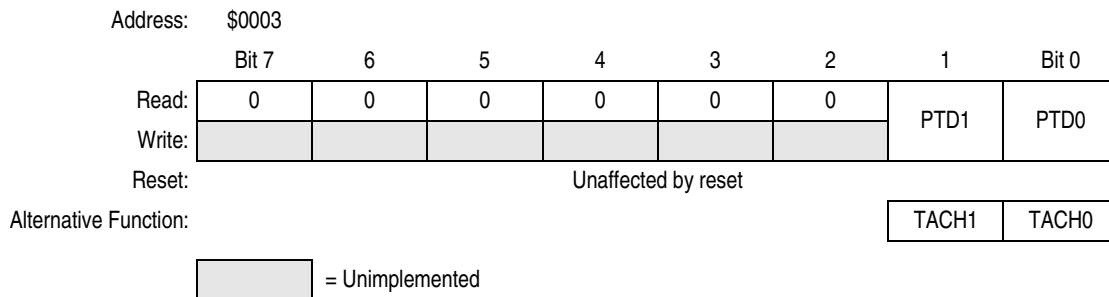 Address: $0003
Bit 7 6 5 4 3 2 1 Bit 0
Read: 0 0 0 0 0 0 PTD1 PTD0
Write:
Reset: Unaffected by reset
Alternative Function: TACH1 TACH0
= Unimplemented